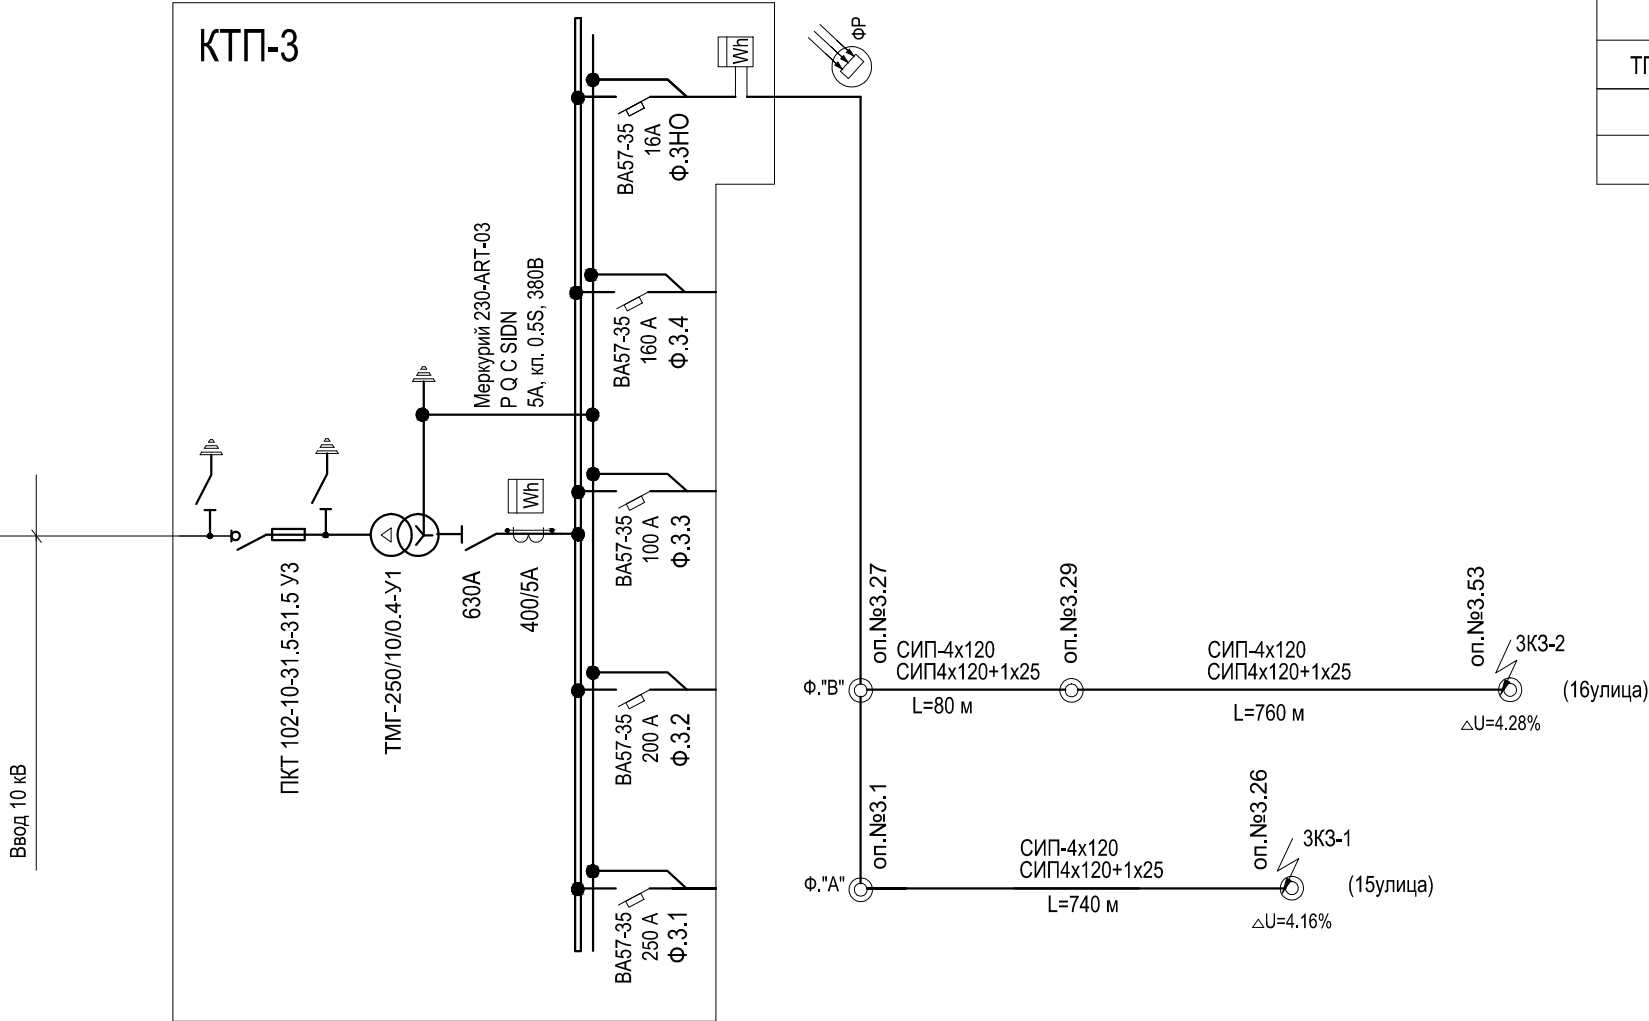 КТП-3
Wh
ФР
ВА57-35
16А
Ф.3НО
ВА57-35
160 А
Ф.3.4
Меркурий 230-ART-03
P Q C SIDN
5А, кл. 0.5S, 380В
Wh
ВА57-35
100 А
Ф.3.3
ПКТ 102-10-31.5-31.5 У3
ТМГ-250/10/0.4-У1
630А
400/5А
ВА57-35
200 А
Ф.3.2
ВА57-35
250 А
Ф.3.1
Ввод 10 кВ
Ф."В"
оп.№3.27
СИП-4х120
СИП4х120+1х25
L=80 м
оп.№3.29
СИП-4х120
СИП4х120+1х25
L=760 м
оп.№3.53
3КЗ-2
(16улица)
△U=4.28%
Ф."А"
оп.№3.1
СИП-4х120
СИП4х120+1х25
L=740 м
оп.№3.26
3КЗ-1
(15улица)
△U=4.16%